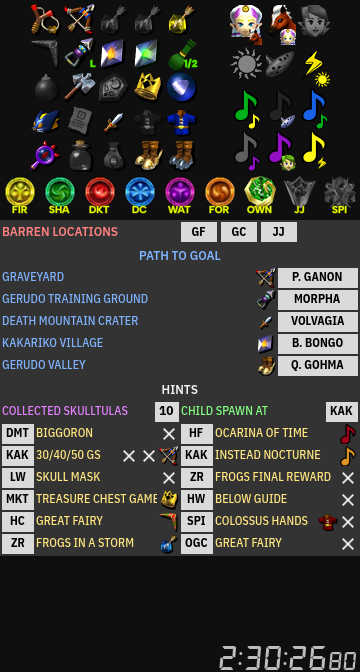 L
1/2
FIR SHA DKT DC WAT FOR OWN JJ SPI
BARREN LOCATIONS GF GC JJ
PATH TO GOAL
GRAVEYARD P. GANON
GERUDO TRAINING GROUND MORPHA
DEATH MOUNTAIN CRATER VOLVAGIA
KAKARIKO VILLAGE B. BONGO
GERUDO VALLEY Q. GOHMA
HINTS
COLLECTED SKULLTULAS 10 CHILD SPAWN AT KAK
DMT BIGGORON HF OCARINA OF TIME
KAK 30/40/50 GS KAK INSTEAD NOCTURNE
LW SKULL MASK ZR FROGS FINAL REWARD
MKT TREASURE CHEST GAME HW BELOW GUIDE
HC GREAT FAIRY SPI COLOSSUS HANDS
ZR FROGS IN A STORM OGC GREAT FAIRY
2:30:26 80